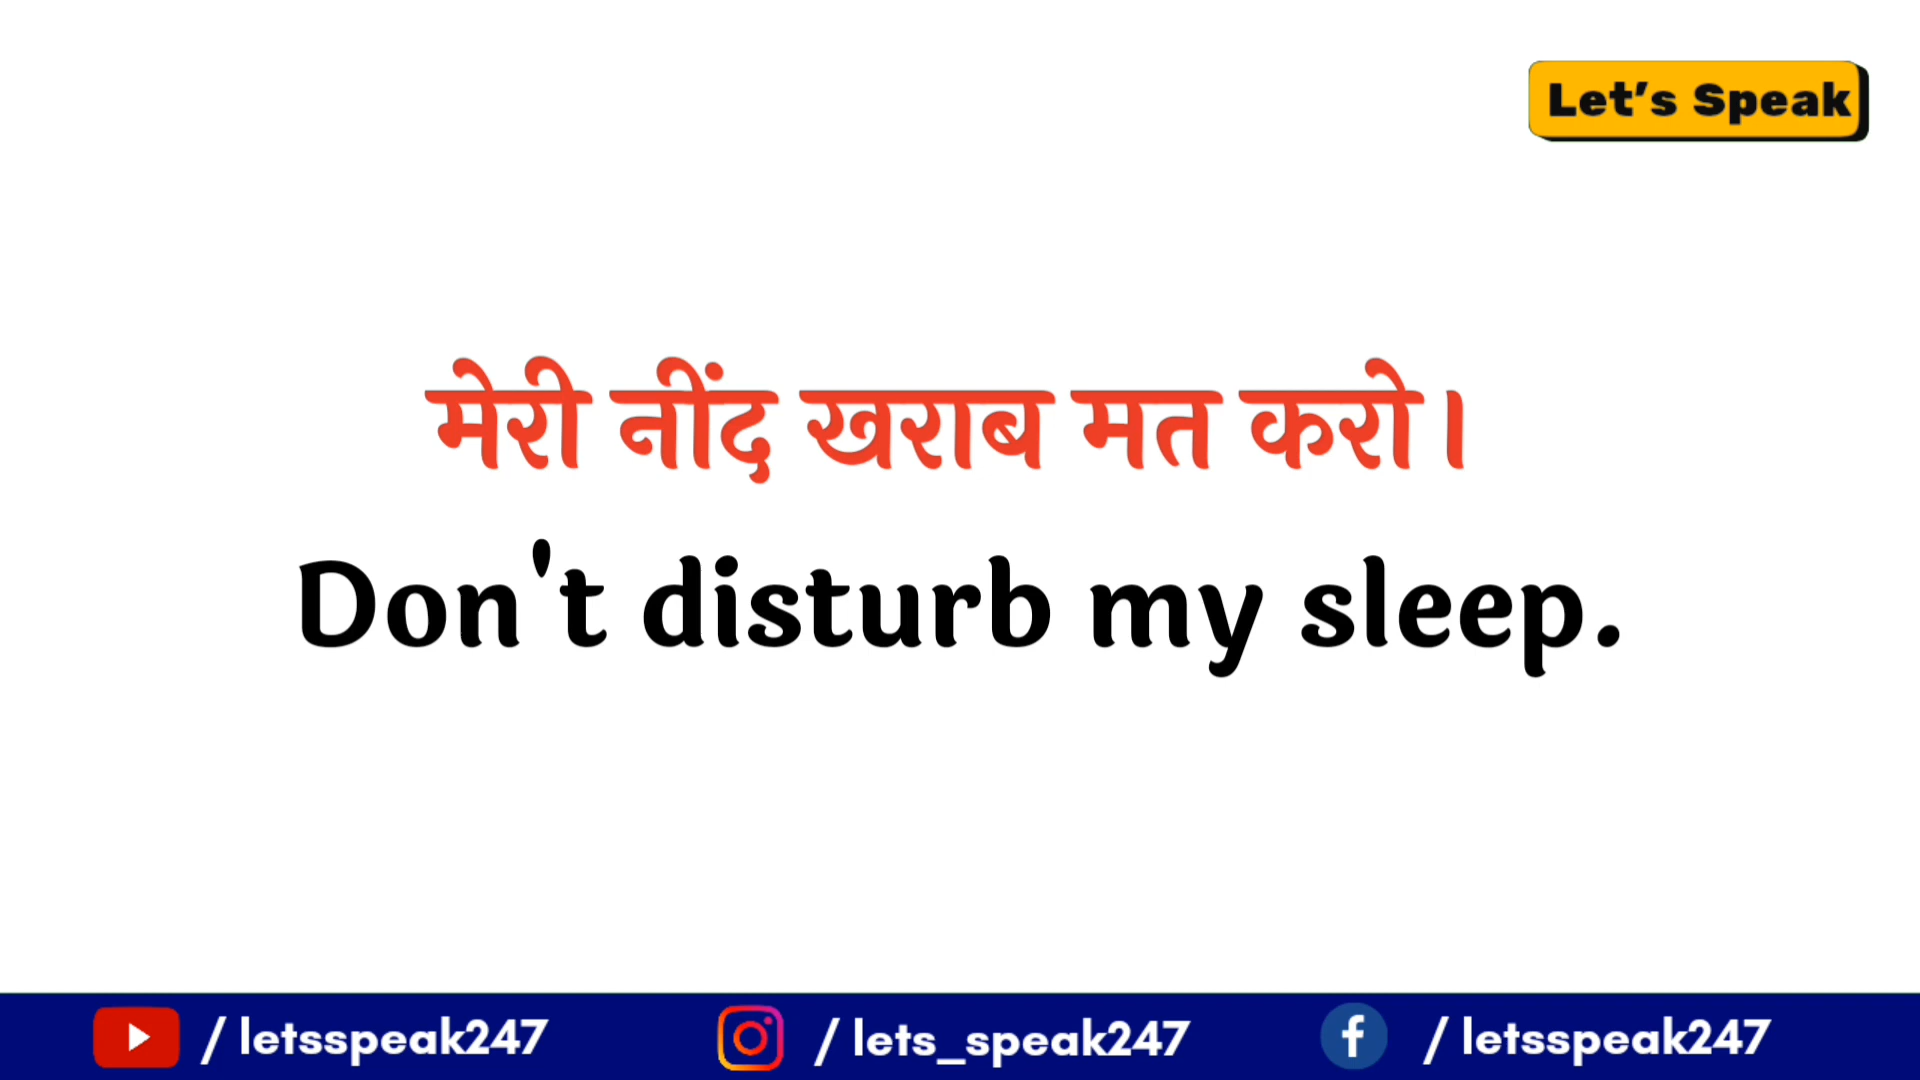 Let's Speak
मेरी नींद खराब मत करो।
Don't disturb my sleep.
/letsspeak247 /lets_speak247 /letsspeak247